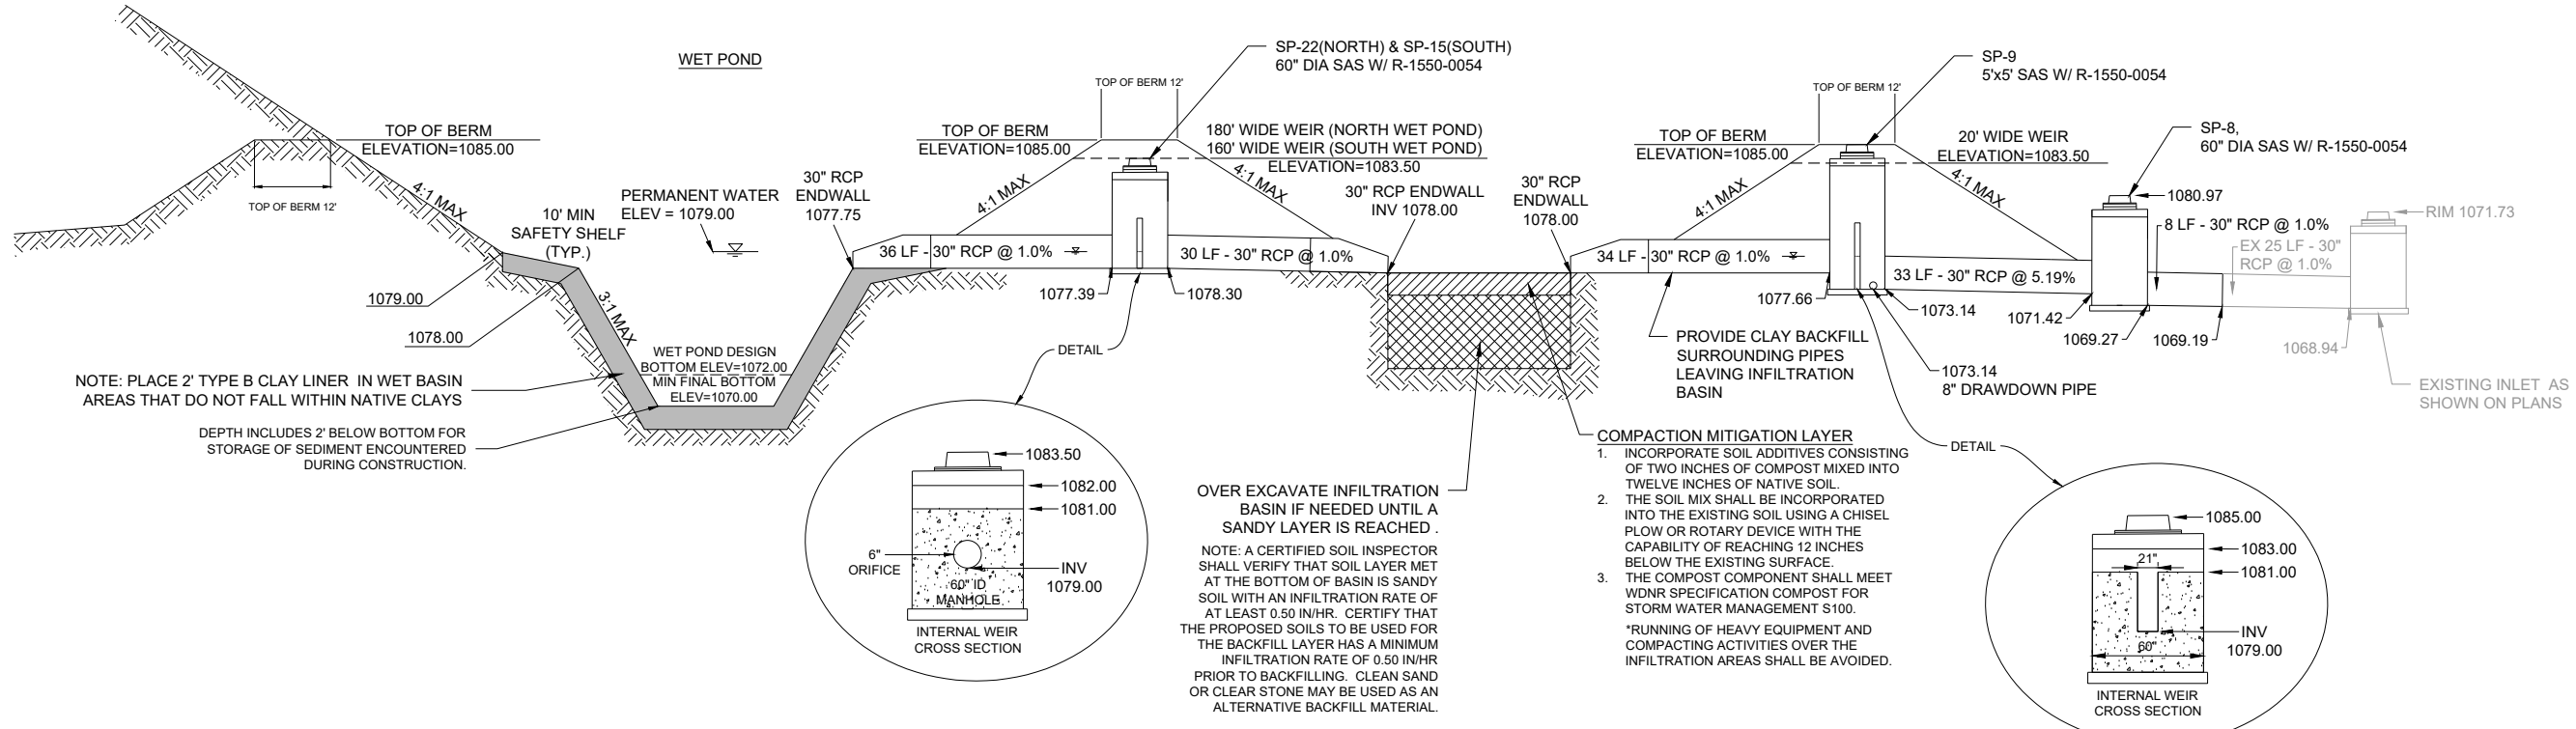 WET POND
TOP OF BERM
ELEVATION=1085.00
TOP OF BERM 12'
4:1 MAX
10' MIN
SAFETY SHELF
(TYP.)
PERMANENT WATER
ELEV = 1079.00
30" RCP
ENDWALL
1077.75
1079.00
1078.00
3:1 MAX
WET POND DESIGN
BOTTOM ELEV=1072.00
MIN FINAL BOTTOM
ELEV=1070.00
NOTE: PLACE 2' TYPE B CLAY LINER IN WET BASIN
AREAS THAT DO NOT FALL WITHIN NATIVE CLAYS
DEPTH INCLUDES 2' BELOW BOTTOM FOR
STORAGE OF SEDIMENT ENCOUNTERED
DURING CONSTRUCTION.
TOP OF BERM
ELEVATION=1085.00
TOP OF BERM 12'
SP-22(NORTH) & SP-15(SOUTH)
60" DIA SAS W/ R-1550-0054
180' WIDE WEIR (NORTH WET POND)
160' WIDE WEIR (SOUTH WET POND)
ELEVATION=1083.50
4:1 MAX
4:1 MAX
36 LF - 30" RCP @ 1.0%
30 LF - 30" RCP @ 1.0%
1077.39
1078.30
DETAIL
30" RCP ENDWALL
INV 1078.00
30" RCP
ENDWALL
1078.00
1083.50
1082.00
1081.00
6"
ORIFICE
60" ID
MANHOLE
INV
1079.00
INTERNAL WEIR
CROSS SECTION
OVER EXCAVATE INFILTRATION
BASIN IF NEEDED UNTIL A
SANDY LAYER IS REACHED .
NOTE: A CERTIFIED SOIL INSPECTOR
SHALL VERIFY THAT SOIL LAYER MET
AT THE BOTTOM OF BASIN IS SANDY
SOIL WITH AN INFILTRATION RATE OF
AT LEAST 0.50 IN/HR. CERTIFY THAT
THE PROPOSED SOILS TO BE USED FOR
THE BACKFILL LAYER HAS A MINIMUM
INFILTRATION RATE OF 0.50 IN/HR
PRIOR TO BACKFILLING. CLEAN SAND
OR CLEAR STONE MAY BE USED AS AN
ALTERNATIVE BACKFILL MATERIAL.
TOP OF BERM
ELEVATION=1085.00
TOP OF BERM 12'
SP-9
5'x5' SAS W/ R-1550-0054
20' WIDE WEIR
ELEVATION=1083.50
4:1 MAX
4:1 MAX
34 LF - 30" RCP @ 1.0%
33 LF - 30" RCP @ 5.19%
1077.66
1073.14
1071.42
PROVIDE CLAY BACKFILL
SURROUNDING PIPES
LEAVING INFILTRATION
BASIN
1073.14
8" DRAWDOWN PIPE
COMPACTION MITIGATION LAYER
1. INCORPORATE SOIL ADDITIVES CONSISTING
OF TWO INCHES OF COMPOST MIXED INTO
TWELVE INCHES OF NATIVE SOIL.
2. THE SOIL MIX SHALL BE INCORPORATED
INTO THE EXISTING SOIL USING A CHISEL
PLOW OR ROTARY DEVICE WITH THE
CAPABILITY OF REACHING 12 INCHES
BELOW THE EXISTING SURFACE.
3. THE COMPOST COMPONENT SHALL MEET
WDNR SPECIFICATION COMPOST FOR
STORM WATER MANAGEMENT S100.
*RUNNING OF HEAVY EQUIPMENT AND
COMPACTING ACTIVITIES OVER THE
INFILTRATION AREAS SHALL BE AVOIDED.
DETAIL
SP-8,
60" DIA SAS W/ R-1550-0054
1080.97
8 LF - 30" RCP @ 1.0%
EX 25 LF - 30"
RCP @ 1.0%
RIM 1071.73
1069.27
1069.19
1068.94
EXISTING INLET AS
SHOWN ON PLANS
1085.00
1083.00
21"
1081.00
INV
1079.00
60"
INTERNAL WEIR
CROSS SECTION